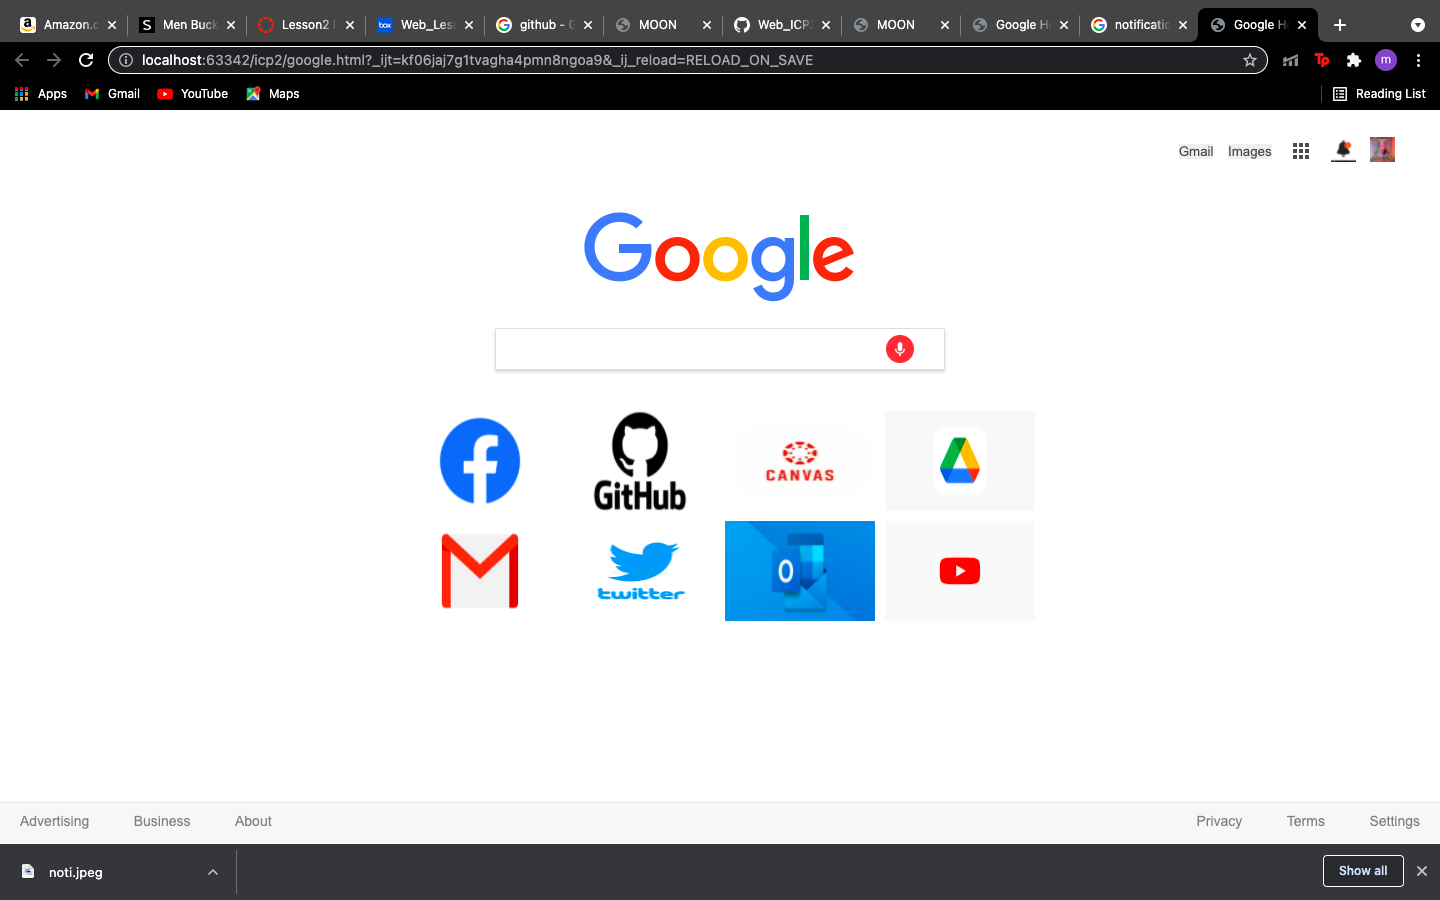 Amazon.c Men Buck Lesson2 Web_Les github - G MOON Web_ICP MOON Google H notificatio Google H
localhost:63342/icp2/google.html?_ijt=kf06jaj7g1tvagha4pmn8ngoa9&_ij_reload=RELOAD_ON_SAVE
Apps Gmail YouTube Maps Reading List
Gmail Images
Google
GitHub
CANVAS
twitter
Advertising Business About Privacy Terms Settings
noti.jpeg Show all